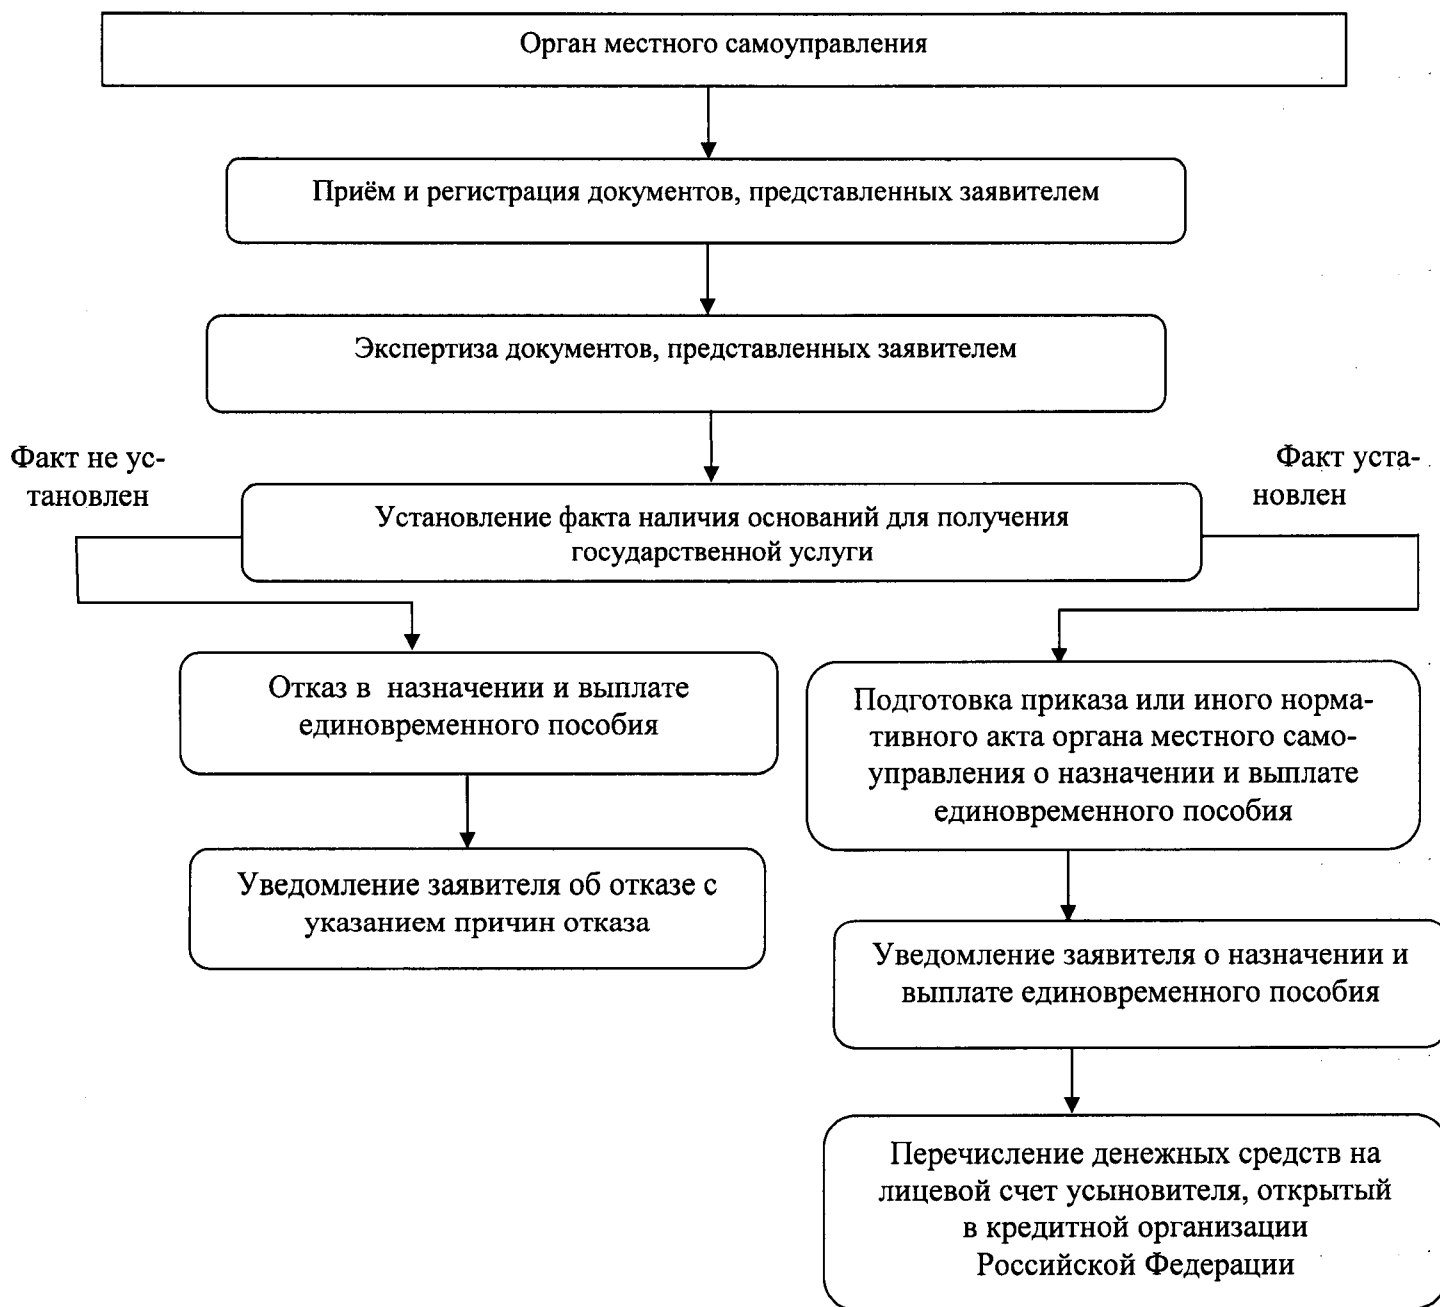 Орган местного самоуправления
Приём и регистрация документов, представленных заявителем
Экспертиза документов, представленных заявителем
Факт не ус-
тановлен
Факт уста-
новлен
Установление факта наличия оснований для получения
государственной услуги
Отказ в назначении и выплате
единовременного пособия
Подготовка приказа или иного норма-
тивного акта органа местного само-
управления о назначении и выплате
единовременного пособия
Уведомление заявителя об отказе с
указанием причин отказа
Уведомление заявителя о назначении и
выплате единовременного пособия
Перечисление денежных средств на
лицевой счет усыновителя, открытый
в кредитной организации
Российской Федерации